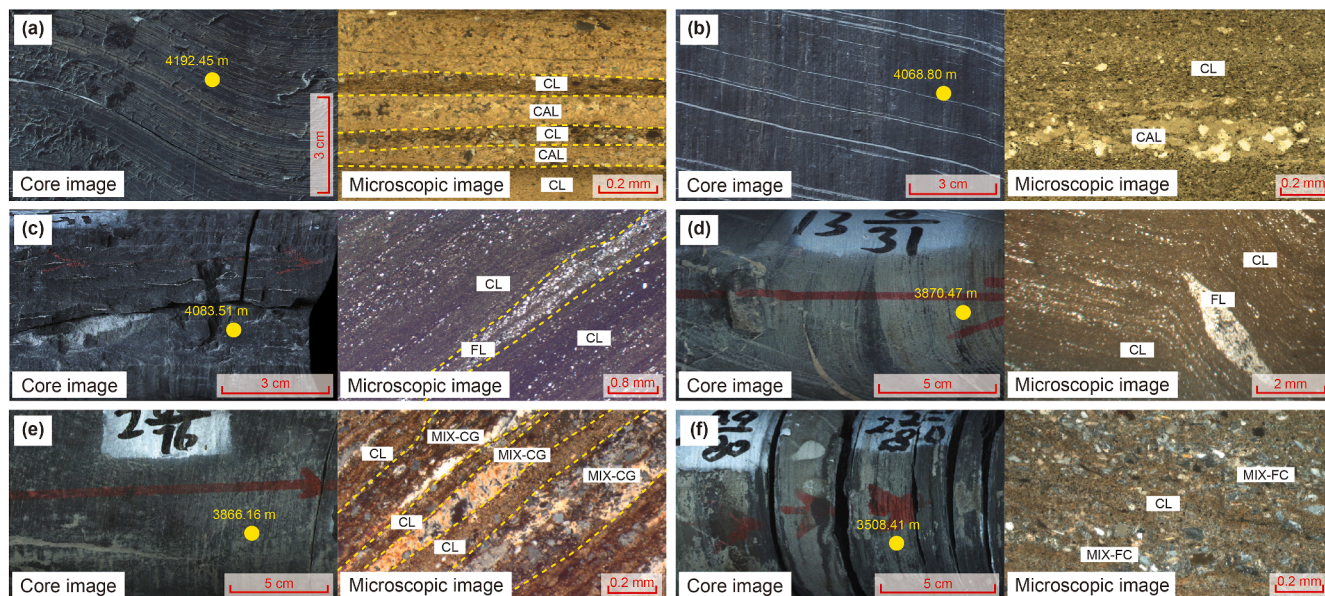 (a)
4192.45 m
3 cm
Core image
CL
CAL
CL
CAL
CL
0.2 mm
Microscopic image
(b)
4068.80 m
3 cm
Core image
CL
CAL
0.2 mm
Microscopic image
(c)
4083.51 m
3 cm
Core image
CL
CL
FL
0.8 mm
Microscopic image
(d)
13 0/31
3870.47 m
5 cm
Core image
CL
FL
CL
2 mm
Microscopic image
(e)
3866.16 m
5 cm
Core image
MIX-CG
CL
MIX-CG
MIX-CG
CL
CL
0.2 mm
Microscopic image
(f)
3508.41 m
5 cm
Core image
MIX-FC
CL
MIX-FC
0.2 mm
Microscopic image